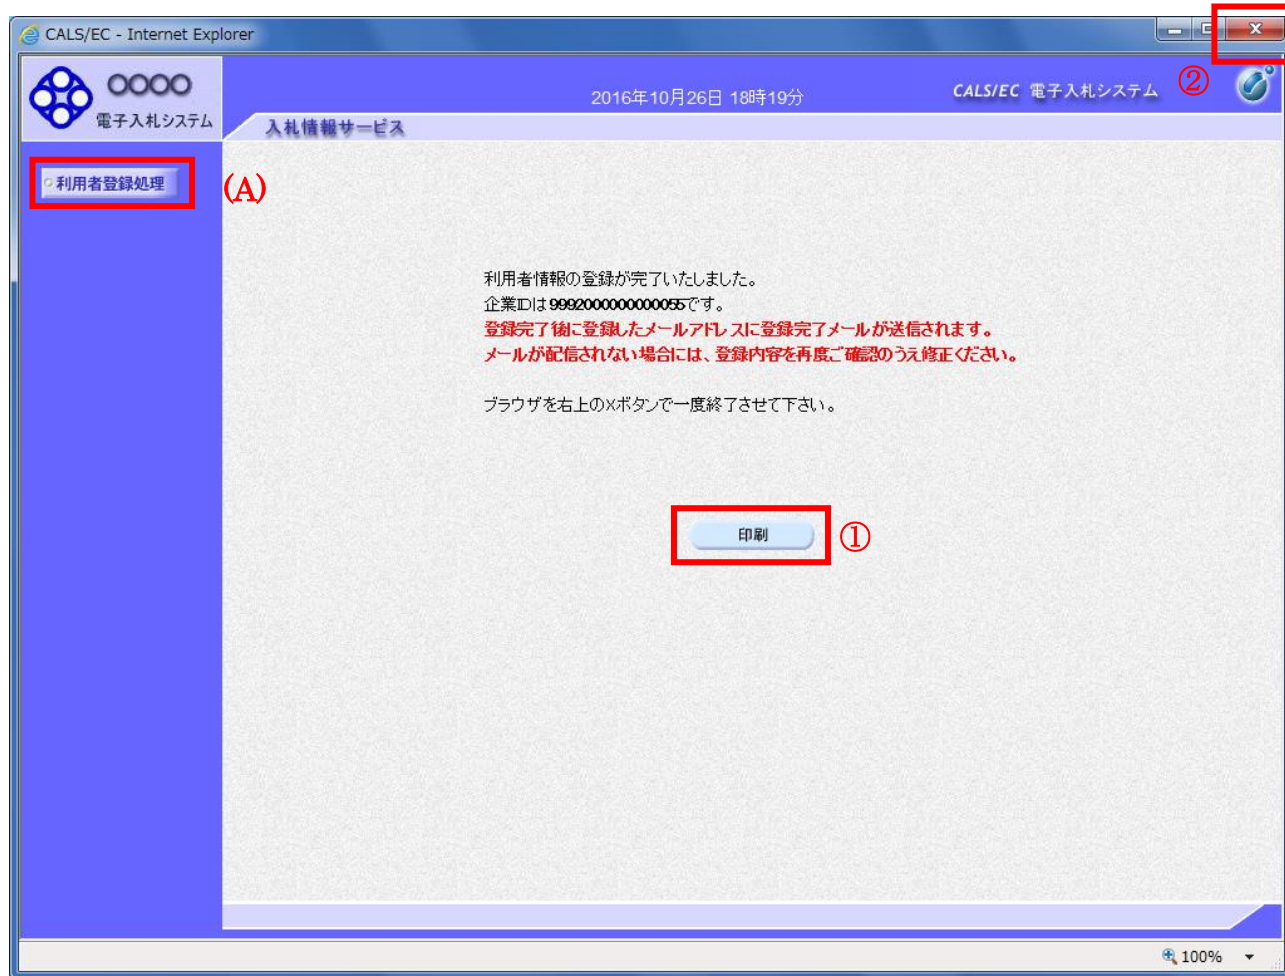 CALS/EC - Internet Explorer
〇〇〇〇
電子入札システム
2016年10月26日 18時19分
CALS/EC 電子入札システム
②
入札情報サービス
利用者登録処理
(A)
利用者情報の登録が完了いたしました。
企業IDは9992000000000055です。
登録完了後に登録したメールアドレスに登録完了メールが送信されます。
メールが配信されない場合には、登録内容を再度ご確認のうえ修正ください。
ブラウザを右上の×ボタンで一度終了させて下さい。
印刷
①
100%